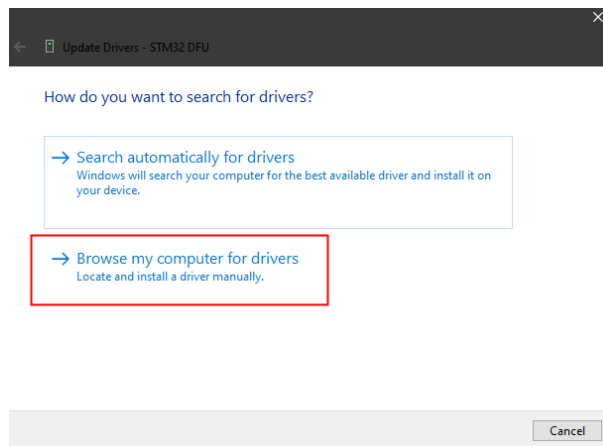 Update Drivers - STM32 DFU
How do you want to search for drivers?
Search automatically for drivers
Windows will search your computer for the best available driver and install it on
your device.
Browse my computer for drivers
Locate and install a driver manually.
Cancel